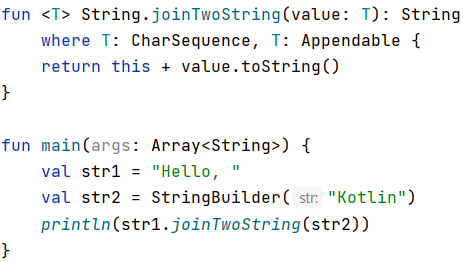 fun <T> String.joinTwoString(value: T): String
    where T: CharSequence, T: Appendable {
    return this + value.toString()
}

fun main(args: Array<String>) {
    val str1 = "Hello, "
    val str2 = StringBuilder( str: "Kotlin")
    println(str1.joinTwoString(str2))
}